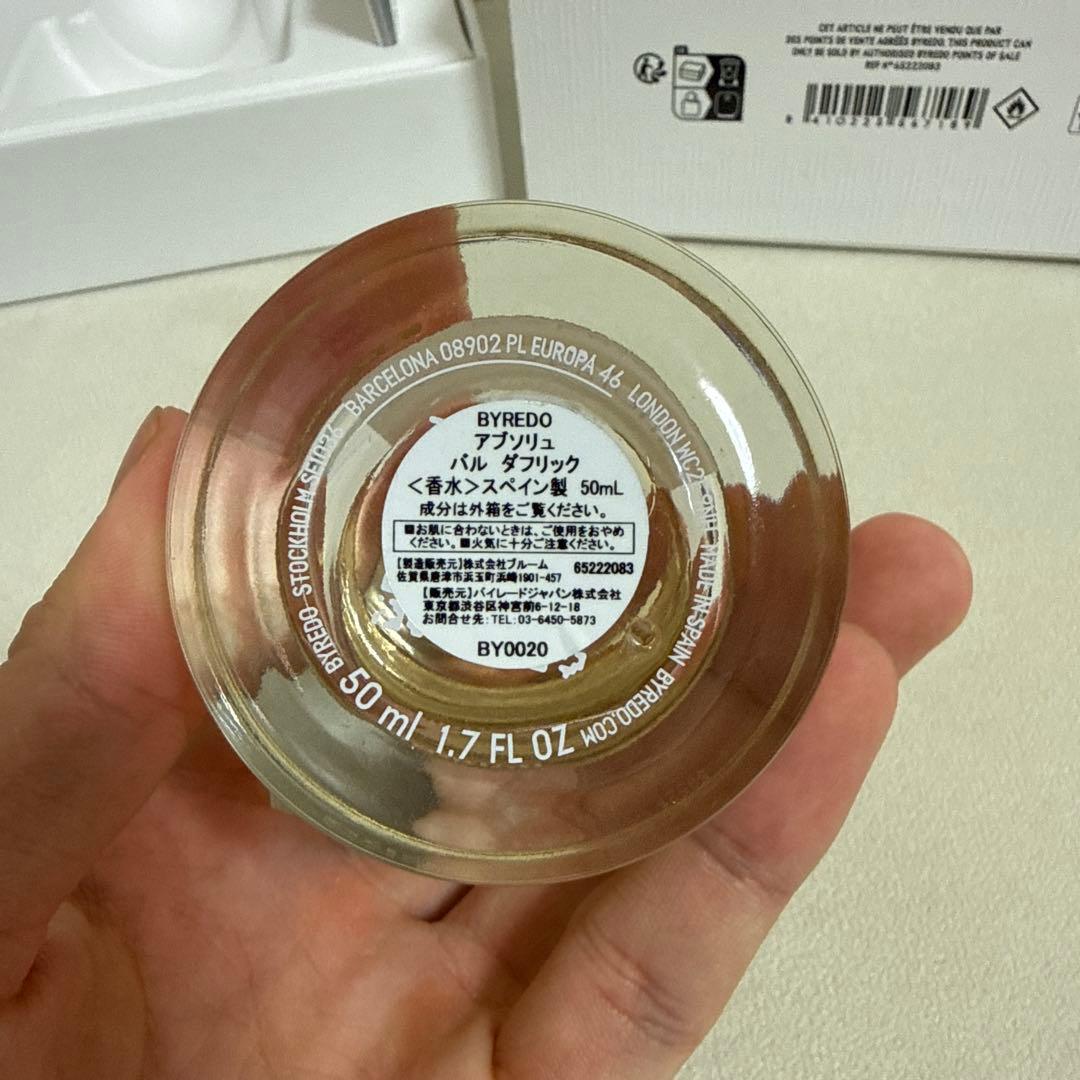 CET ARTICLE NE PEUT ÊTRE VENDU QUE PAR
DES POINTS DE VENTE AGRÉÉS BYREDO. THIS PRODUCT CAN
ONLY BE SOLD BY AUTHORISED BYREDO POINTS OF SALE
REF N°65222083
BYREDO STOCKHOLM
BARCELONA 08902 PL EUROPA 46
LONDON
MADE IN SPAIN
BYREDO.COM
50 ml 1.7 FL OZ
BYREDO
アブソリュ
バル ダフリック
<香水>スペイン製 50mL
成分は外箱をご覧ください。
■お肌に合わないときは、ご使用をおやめ
ください。■火気に十分ご注意ください。
【製造販売元】株式会社ブルーム 65222083
佐賀県唐津市浜玉町浜崎1901-457
【販売元】バイレードジャパン株式会社
東京都渋谷区神宮前6-12-18
お問合せ先:TEL:03-6450-5873
BY0020